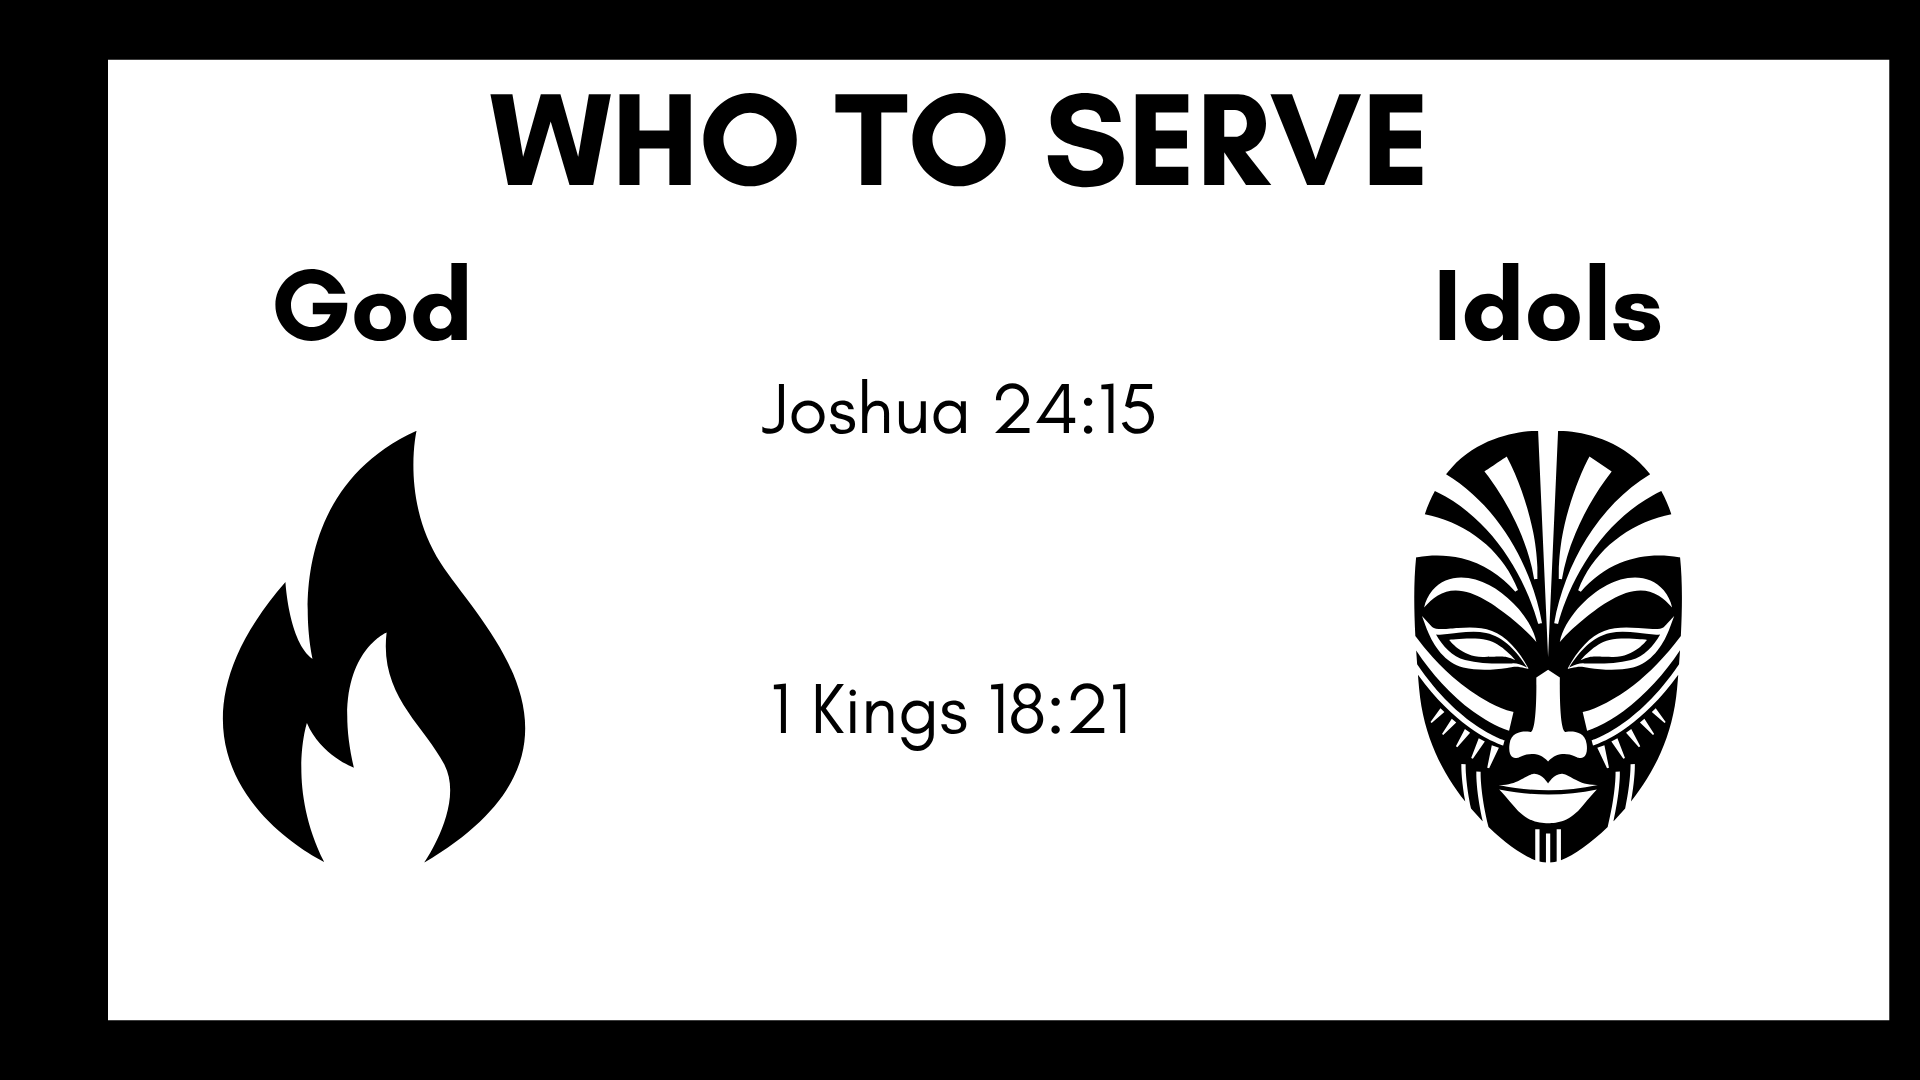 WHO TO SERVE
God
Idols
Joshua 24:15
1 Kings 18:21